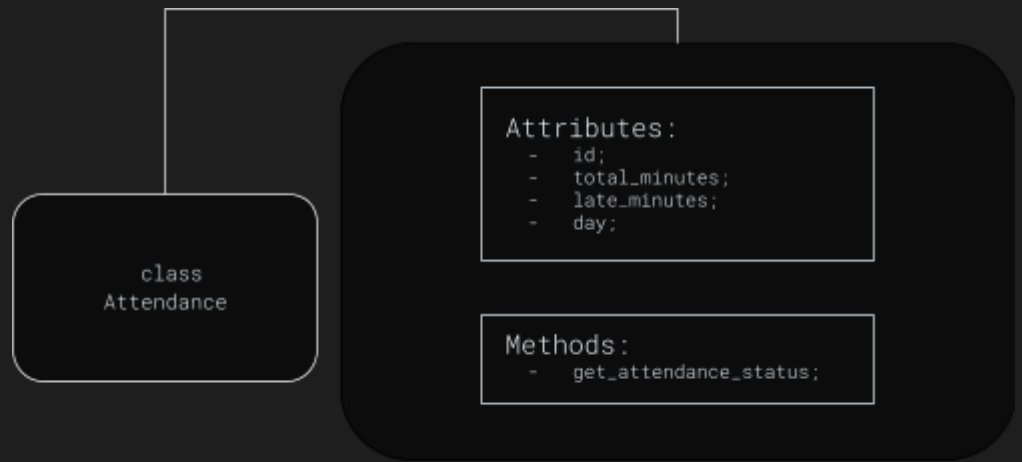 class
Attendance
Attributes:
- id;
- total_minutes;
- late_minutes;
- day;
Methods:
- get_attendance_status;